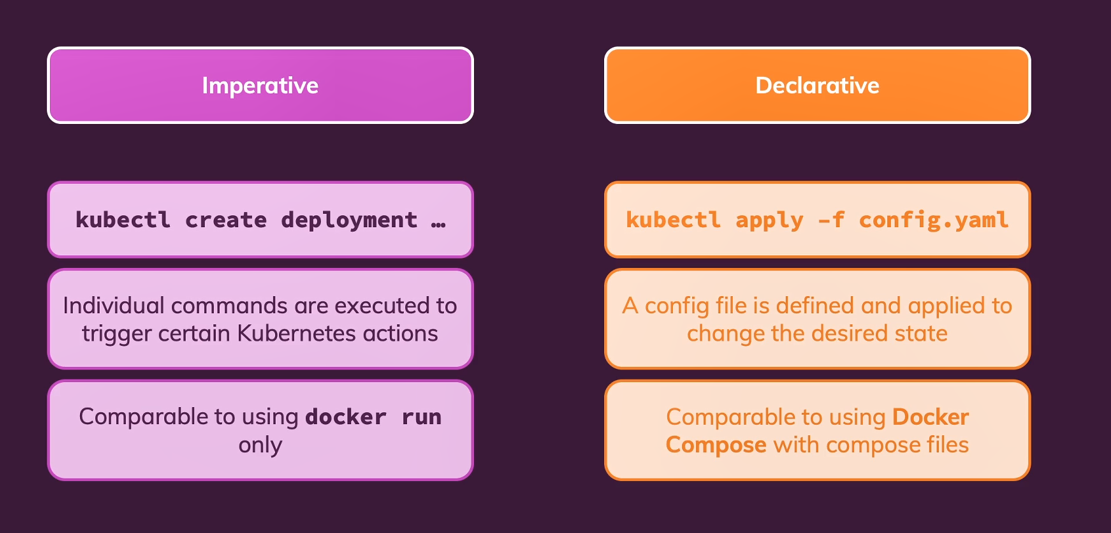 Imperative
kubectl create deployment …
Individual commands are executed to
trigger certain Kubernetes actions
Comparable to using docker run
only
Declarative
kubectl apply –f config.yaml
A config file is defined and applied to
change the desired state
Comparable to using Docker
Compose with compose files